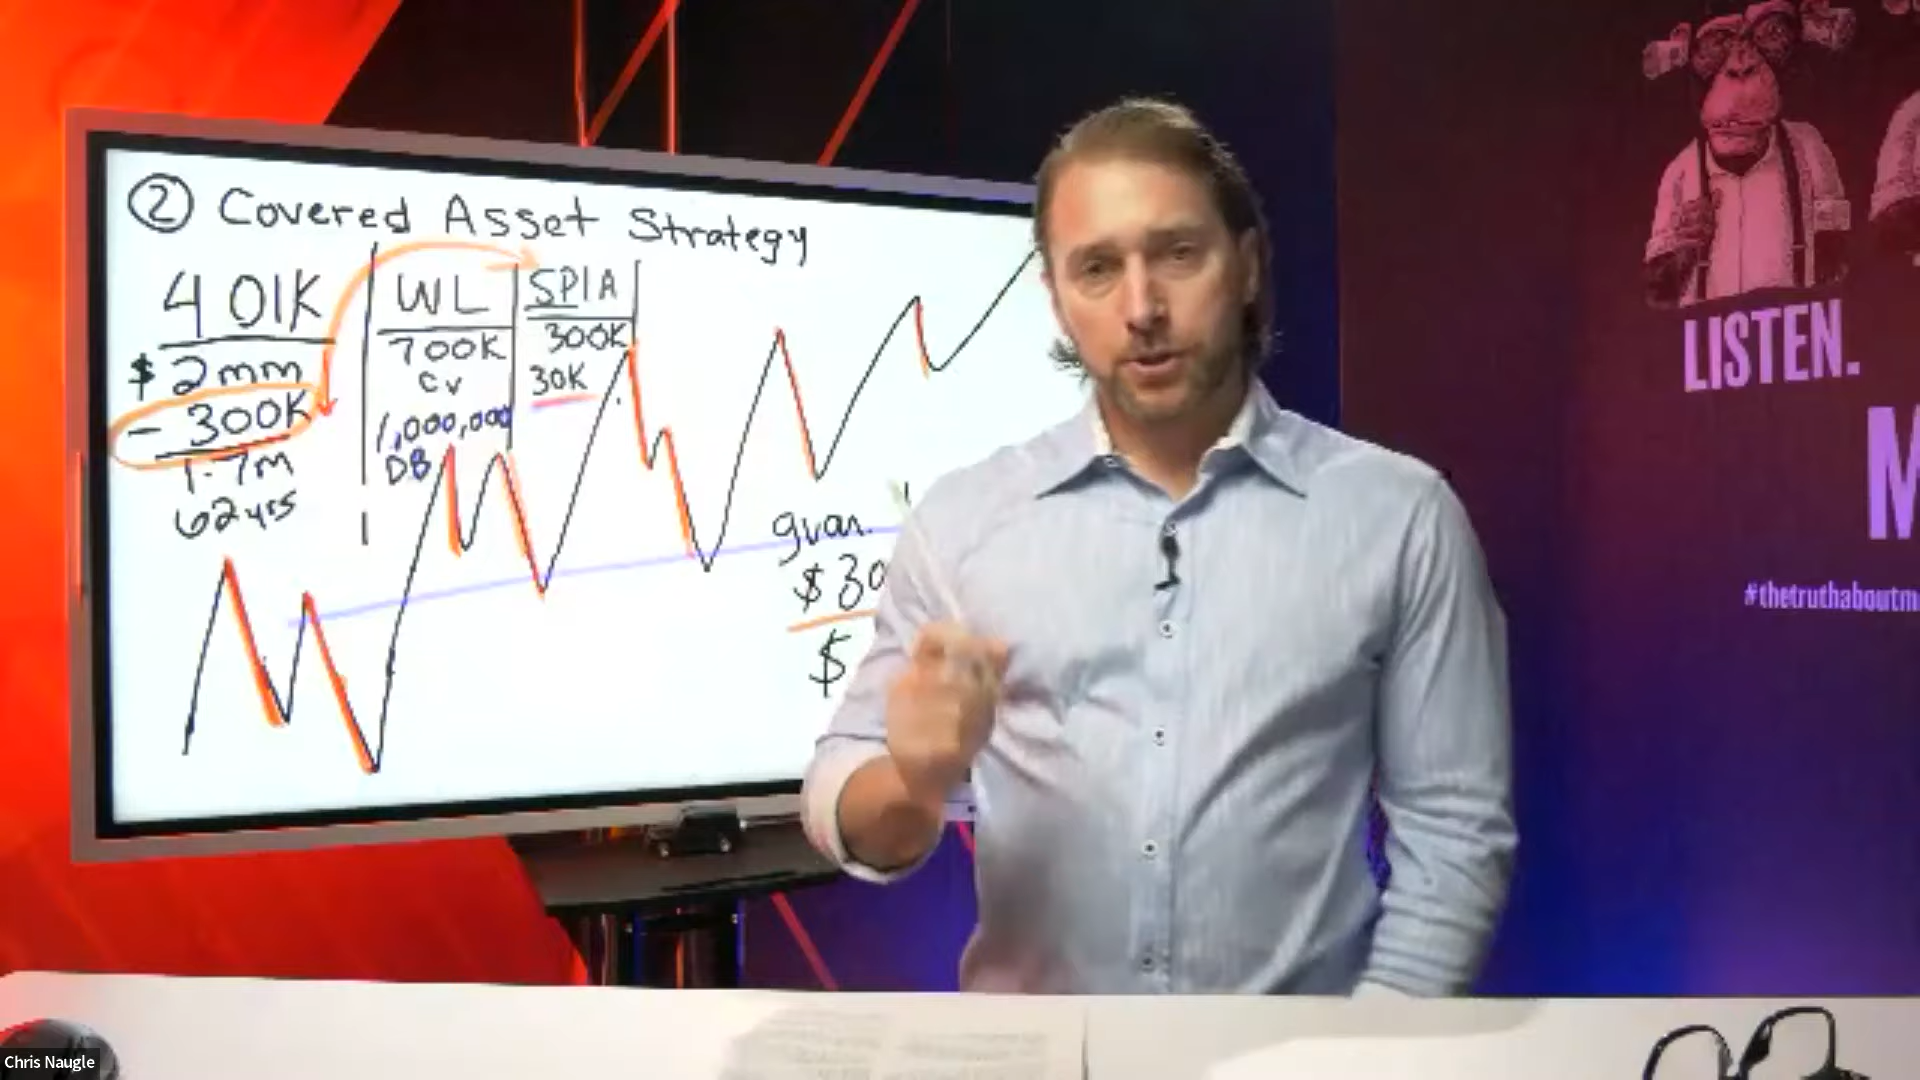 ② Covered Asset Strategy
401K
$ 2mm
- 300K
1.7m
62yrs
WL
700K
CV
1,000,000
DB
SPIA
300K
30K
guar.
$30
$
LISTEN.
M
#thetruthaboutm
Chris Naugle